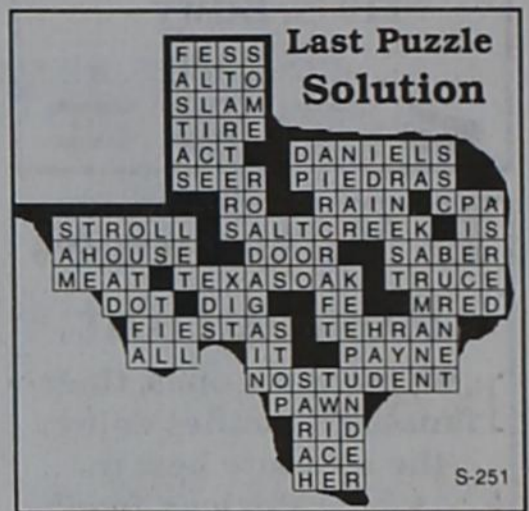 Last Puzzle
Solution
FESS
ALTO
SLAM
TIRE
ACT DANIELS
SEER PIEDRAS
RO RAIN CPA
STROLL SALTCREEK IS
AHOUSE DOOR SABER
MEAT TEXASOAK TRUCE
DOT DIG FE MRED
FIESTAS TEHRAN
ALL IT PAYNE
NOSTUDENT
PAWN
RID
ACE
HER
S-251